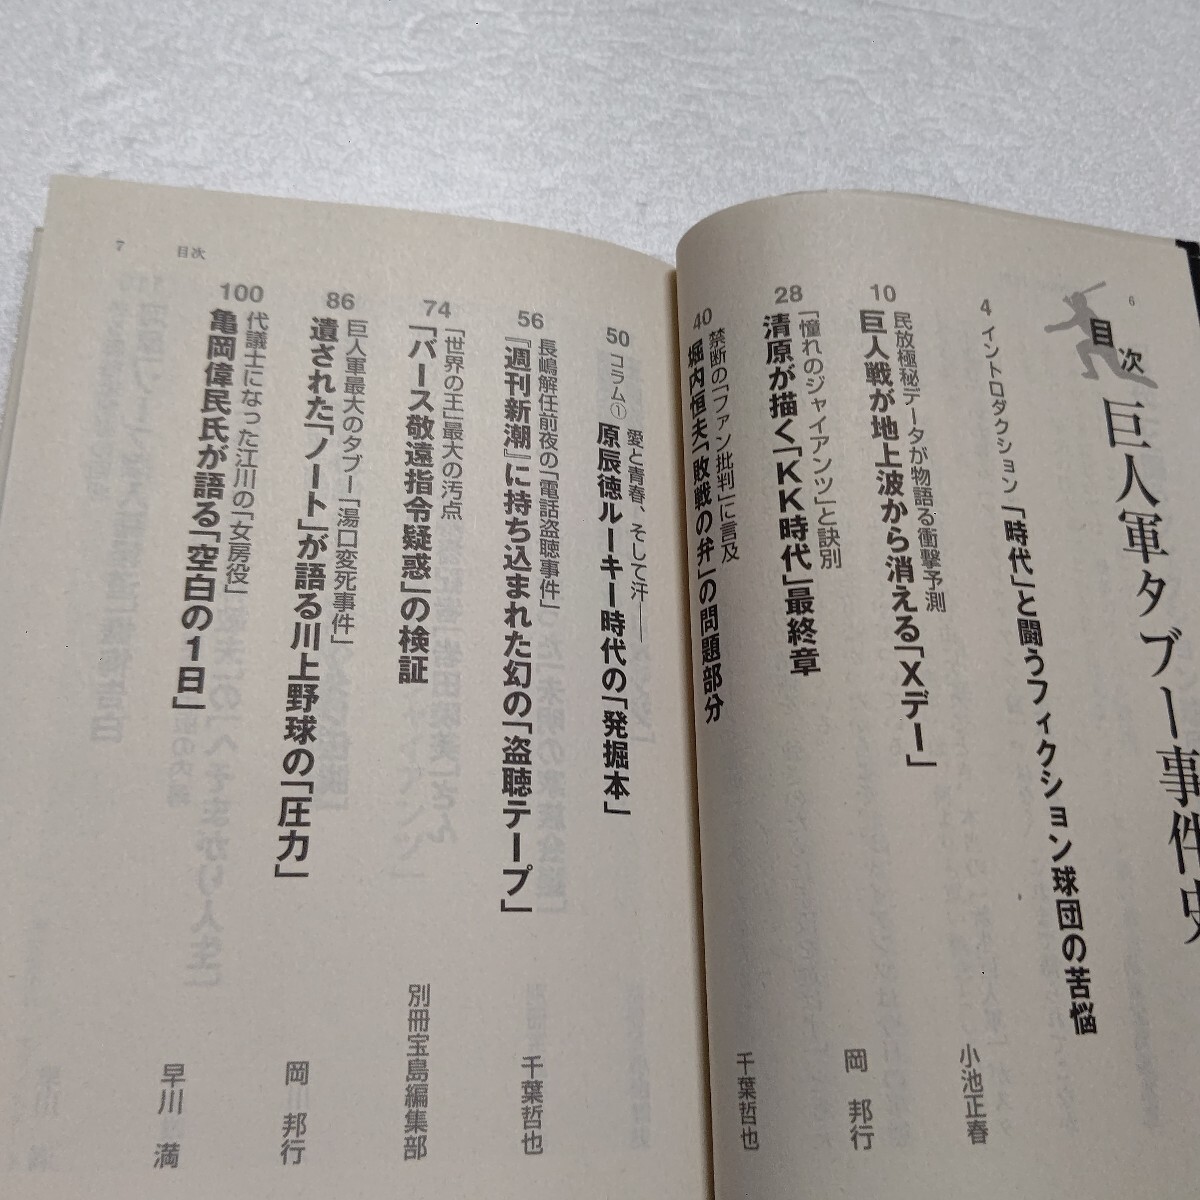 6
目次
巨人軍タブー事件史
4
イントロダクション「時代」と闘うフィクション球団の苦悩
10
民放極秘データが物語る衝撃予測
巨人戦が地上波から消える「Xデー」
小池正春
28
「憧れのジャイアンツ」と訣別
清原が描く「KK時代」最終章
岡 邦行
40
禁断の「ファン批判」に言及
堀内恒夫「敗戦の弁」の問題部分
千葉哲也
7 目次
50
コラム① 愛と青春、そして汗――
原辰徳ルーキー時代の「発掘本」
56
長嶋解任前夜の「電話盗聴事件」
『週刊新潮』に持ち込まれた幻の「盗聴テープ」
千葉哲也
74
「世界の王」最大の汚点
「バース敬遠指令疑惑」の検証
別冊宝島編集部
86
巨人軍最大のタブー「湯口変死事件」
遺された「ノート」が語る川上野球の「圧力」
岡 邦行
100
代議士になった江川の「女房役」
亀岡偉民氏が語る「空白の1日」
早川 満